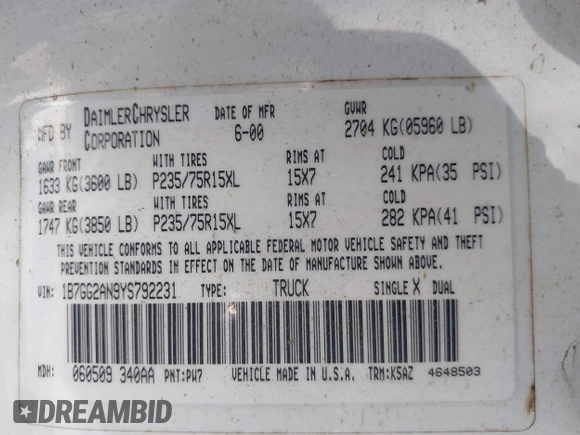 MFD BY DAIMLERCHRYSLER CORPORATION DATE OF MFR 6-00 GVWR 2704 KG(05960 LB)
GAWR FRONT WITH TIRES RIMS AT COLD
1633 KG(3600 LB) P235/75R15XL 15X7 241 KPA(35 PSI)
GAWR REAR WITH TIRES RIMS AT COLD
1747 KG(3850 LB) P235/75R15XL 15X7 282 KPA(41 PSI)
THIS VEHICLE CONFORMS TO ALL APPLICABLE FEDERAL MOTOR VEHICLE SAFETY AND THEFT
PREVENTION STANDARDS IN EFFECT ON THE DATE OF MANUFACTURE SHOWN ABOVE.
VIN: 1B7GG2AN9YS792231 TYPE: TRUCK SINGLE X DUAL
MDH: 060509 340AA PNT:PW7 VEHICLE MADE IN U.S.A. TRM:K5AZ 4648503
DREAMBID